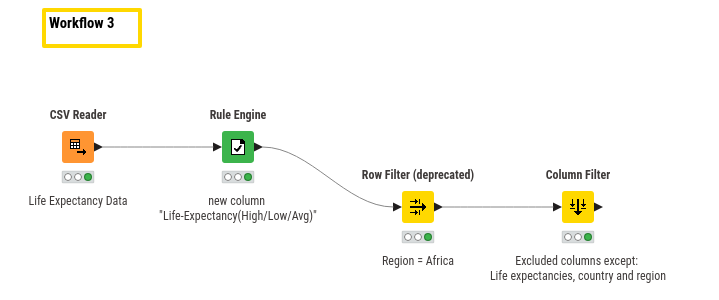 Workflow 3
CSV Reader
Rule Engine
Life Expectancy Data
new column
"Life-Expectancy(High/Low/Avg)"
Row Filter (deprecated)
Column Filter
Region = Africa
Excluded columns except:
Life expectancies, country and region